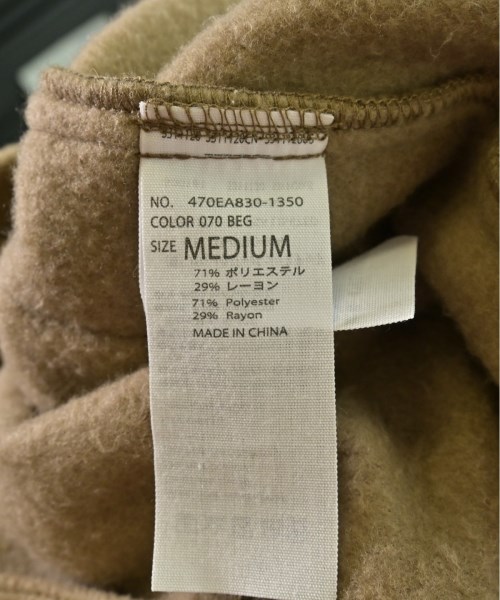 NO. 470EA830-1350
COLOR 070 BEG
SIZE MEDIUM
71% ポリエステル
29% レーヨン
71% Polyester
29% Rayon
MADE IN CHINA